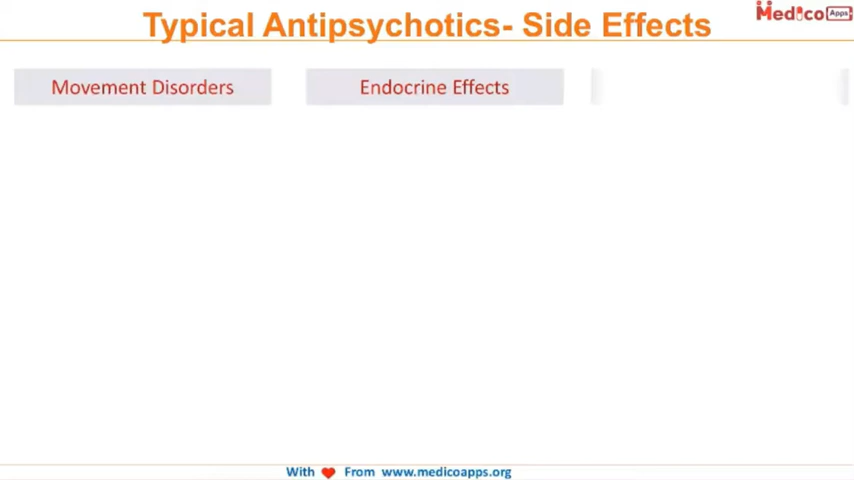 Typical Antipsychotics- Side Effects
Medico Apps
Movement Disorders
Endocrine Effects
With From www.medicoapps.org